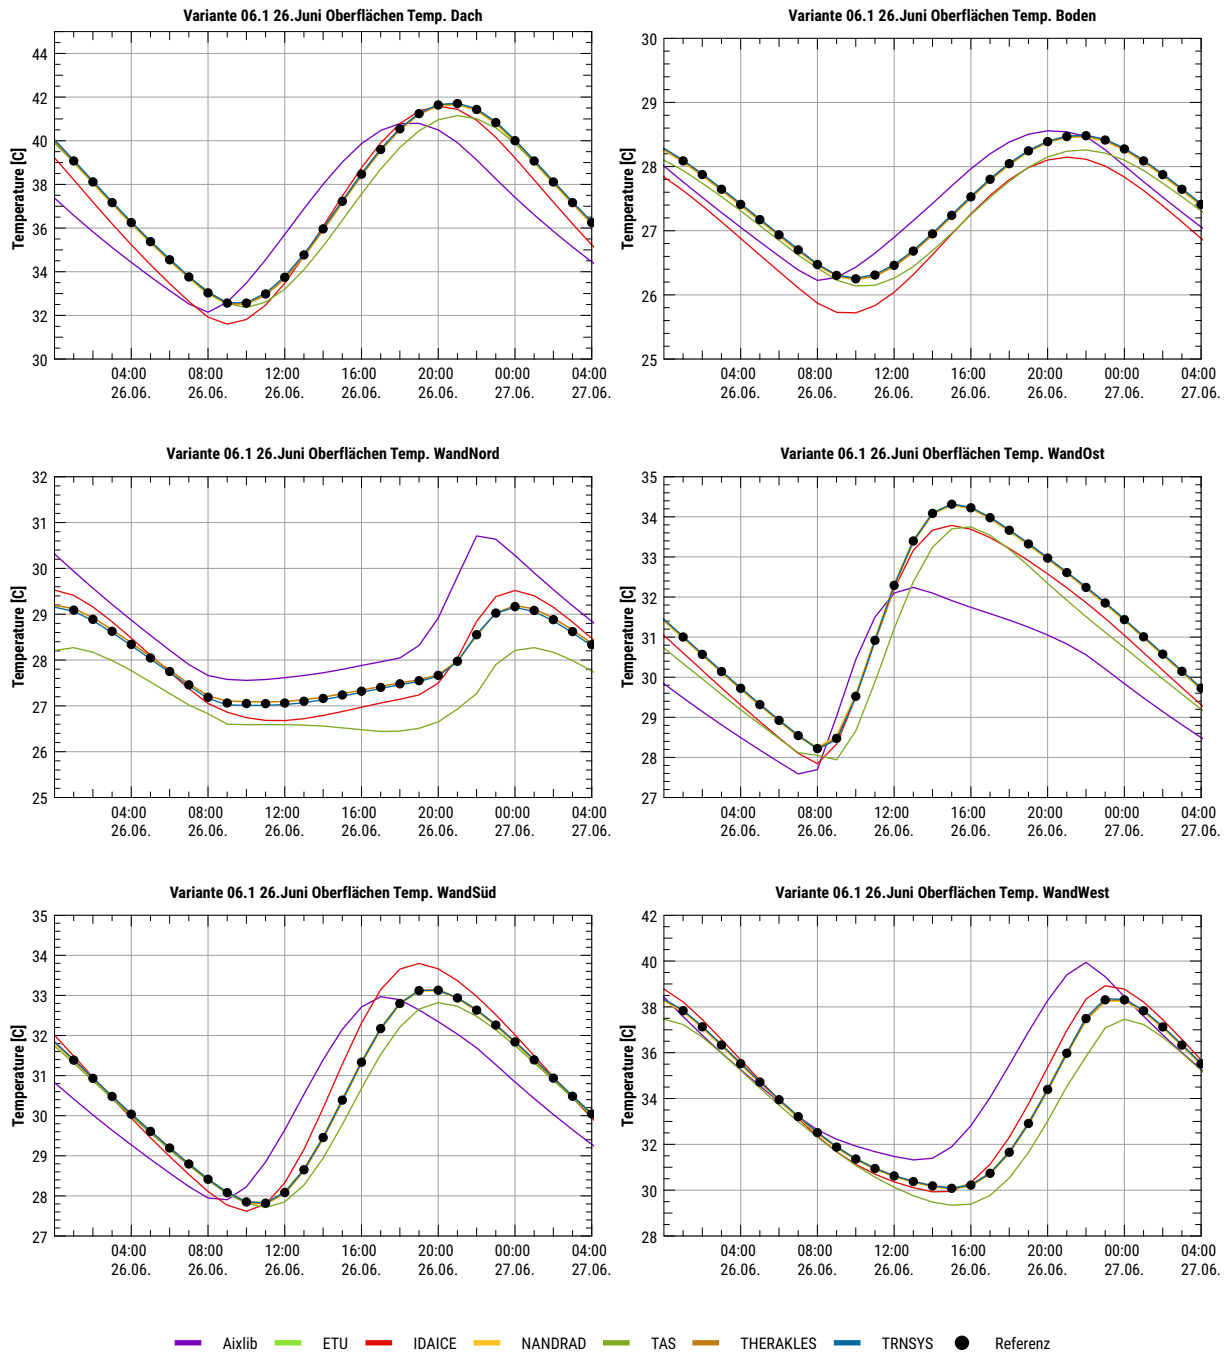 Variante 06.1 26.Juni Oberflächen Temp. Dach
Temperature [C]
44
42
40
38
36
34
32
30
04:00 08:00 12:00 16:00 20:00 00:00 04:00
26.06. 26.06. 26.06. 26.06. 26.06. 27.06. 27.06.
Variante 06.1 26.Juni Oberflächen Temp. Boden
Temperature [C]
30
29
28
27
26
25
04:00 08:00 12:00 16:00 20:00 00:00 04:00
26.06. 26.06. 26.06. 26.06. 26.06. 27.06. 27.06.
Variante 06.1 26.Juni Oberflächen Temp. WandNord
Temperature [C]
32
31
30
29
28
27
26
25
04:00 08:00 12:00 16:00 20:00 00:00 04:00
26.06. 26.06. 26.06. 26.06. 26.06. 27.06. 27.06.
Variante 06.1 26.Juni Oberflächen Temp. WandOst
Temperature [C]
35
34
33
32
31
30
29
28
27
04:00 08:00 12:00 16:00 20:00 00:00 04:00
26.06. 26.06. 26.06. 26.06. 26.06. 27.06. 27.06.
Variante 06.1 26.Juni Oberflächen Temp. WandSüd
Temperature [C]
35
34
33
32
31
30
29
28
27
04:00 08:00 12:00 16:00 20:00 00:00 04:00
26.06. 26.06. 26.06. 26.06. 26.06. 27.06. 27.06.
Variante 06.1 26.Juni Oberflächen Temp. WandWest
Temperature [C]
42
40
38
36
34
32
30
28
04:00 08:00 12:00 16:00 20:00 00:00 04:00
26.06. 26.06. 26.06. 26.06. 26.06. 27.06. 27.06.
Aixlib ETU IDAICE NANDRAD TAS THERAKLES TRNSYS Referenz